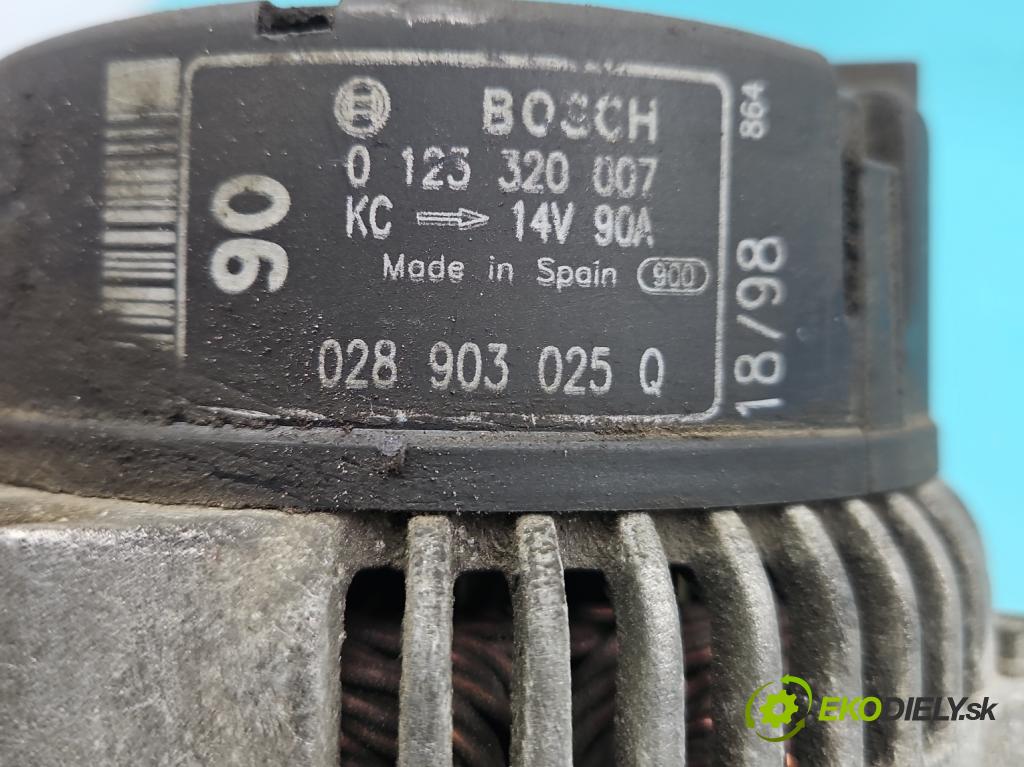 BOSCH
0 123 320 007
KC 14V 90A
Made in Spain 900
028 903 025 Q
90
864
18/98
EKODIELY.sk